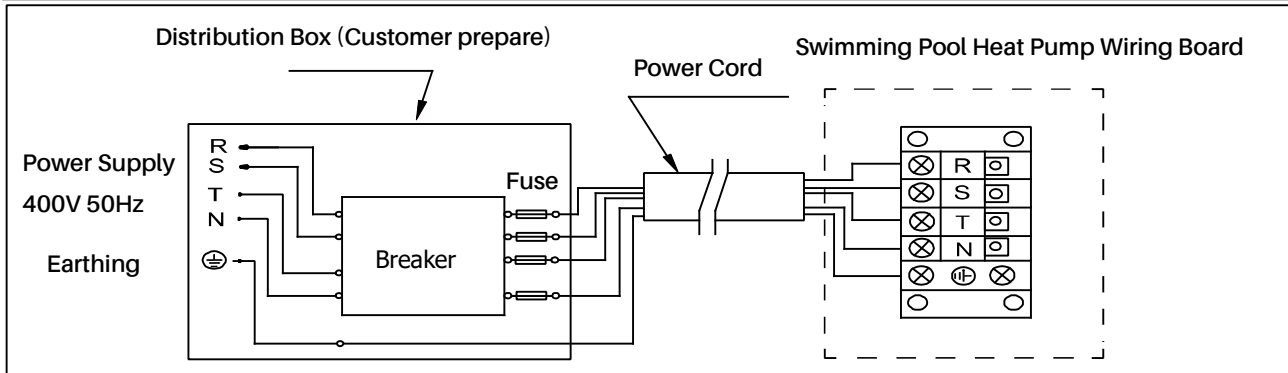 Distribution Box (Customer prepare)
Swimming Pool Heat Pump Wiring Board
Power Cord
Power Supply
400V 50Hz
Earthing
R
S
T
N
Breaker
Fuse
R
S
T
N